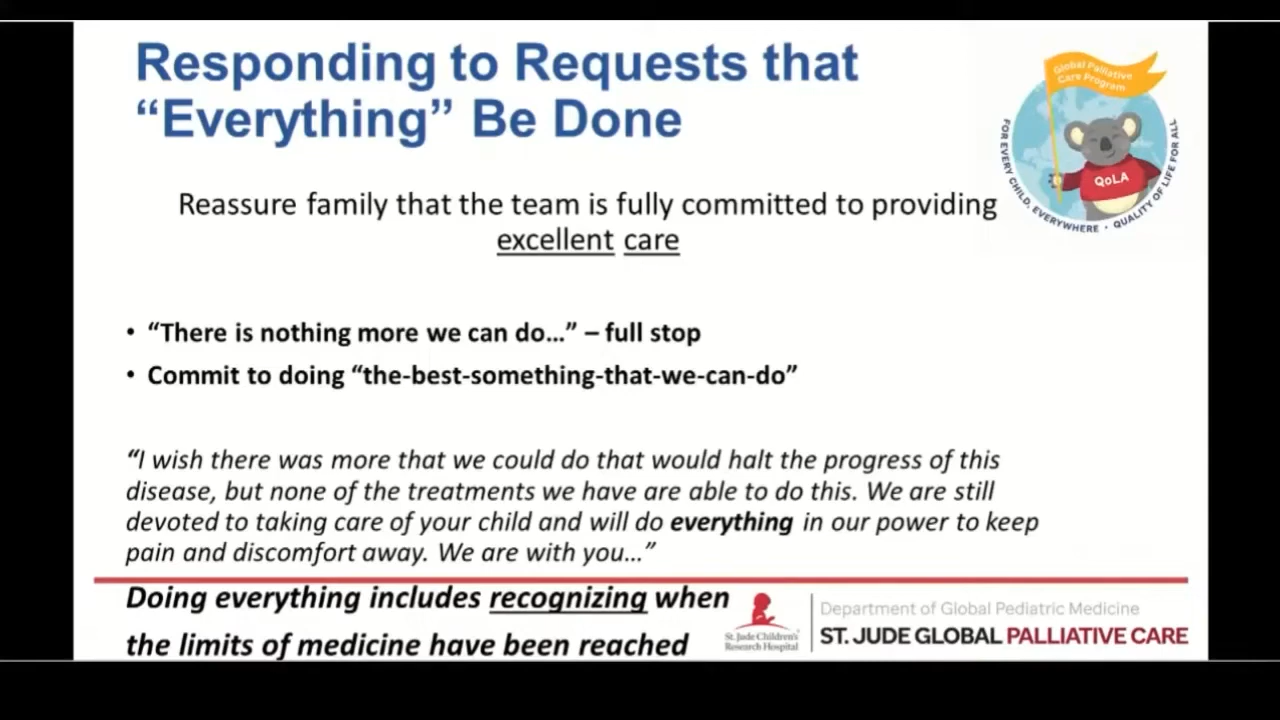 Responding to Requests that
“Everything” Be Done
Global Palliative
Care Program
QoLA
FOR EVERY CHILD, EVERYWHERE • QUALITY OF LIFE FOR ALL
Reassure family that the team is fully committed to providing
excellent care
• “There is nothing more we can do…” – full stop
• Commit to doing “the-best-something-that-we-can-do”
“I wish there was more that we could do that would halt the progress of this
disease, but none of the treatments we have are able to do this. We are still
devoted to taking care of your child and will do everything in our power to keep
pain and discomfort away. We are with you…”
Doing everything includes recognizing when
the limits of medicine have been reached
St. Jude Children's
Research Hospital
Department of Global Pediatric Medicine
ST. JUDE GLOBAL PALLIATIVE CARE